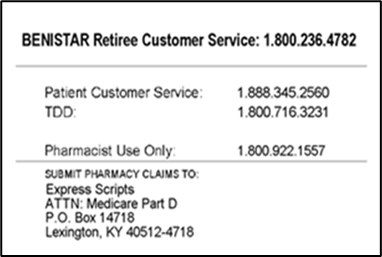 BENISTAR Retiree Customer Service: 1.800.236.4782
Patient Customer Service: 1.888.345.2560
TDD: 1.800.716.3231
Pharmacist Use Only: 1.800.922.1557
SUBMIT PHARMACY CLAIMS TO:
Express Scripts
ATTN: Medicare Part D
P.O. Box 14718
Lexington, KY 40512-4718